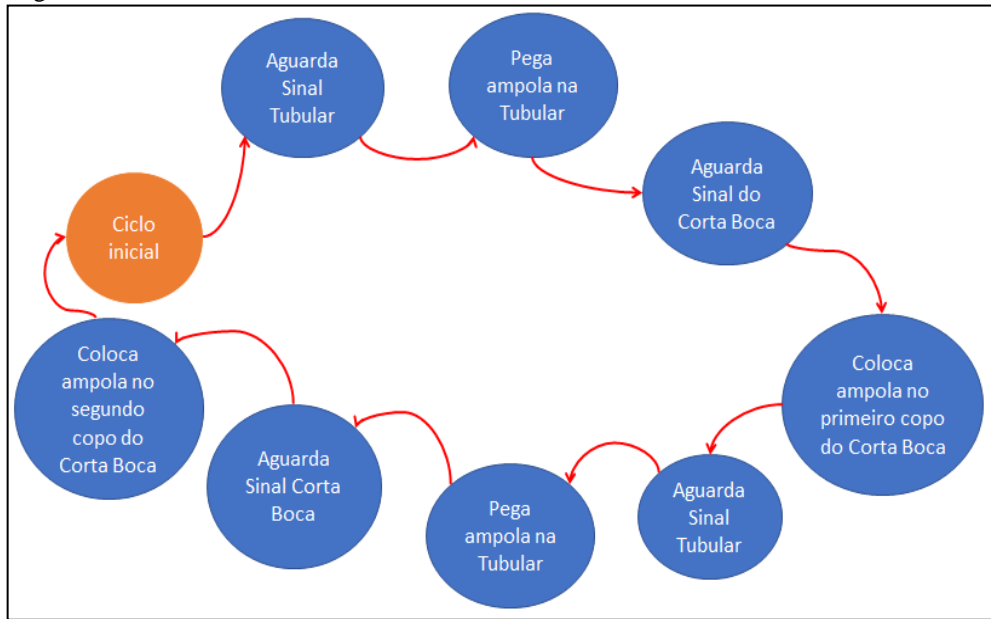 Ciclo
inicial
Aguarda
Sinal
Tubular
Pega
ampola na
Tubular
Aguarda
Sinal do
Corta Boca
Coloca
ampola no
primeiro copo
do Corta Boca
Aguarda
Sinal
Tubular
Pega
ampola na
Tubular
Aguarda
Sinal Corta
Boca
Coloca
ampola no
segundo
copo do
Corta Boca